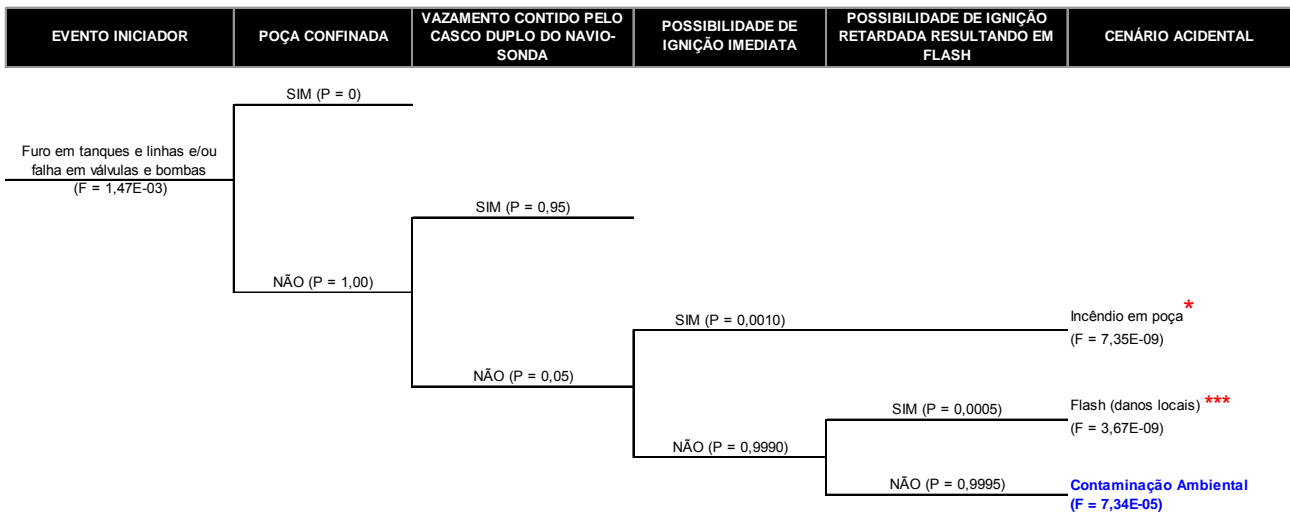 EVENTO INICIADOR
POÇA CONFINADA
VAZAMENTO CONTIDO PELO
CASCO DUPLO DO NAVIO-
SONDA
POSSIBILIDADE DE
IGNIÇÃO IMEDIATA
POSSIBILIDADE DE IGNIÇÃO
RETARDADA RESULTANDO EM
FLASH
CENÁRIO ACIDENTAL
SIM (P = 0)
Furo em tanques e linhas e/ou
falha em válvulas e bombas
(F = 1,47E-03)
SIM (P = 0,95)
NÃO (P = 1,00)
SIM (P = 0,0010)
Incêndio em poça*
(F = 7,35E-09)
NÃO (P = 0,05)
SIM (P = 0,0005)
Flash (danos locais) ***
(F = 3,67E-09)
NÃO (P = 0,9990)
NÃO (P = 0,9995)
Contaminação Ambiental
(F = 7,34E-05)